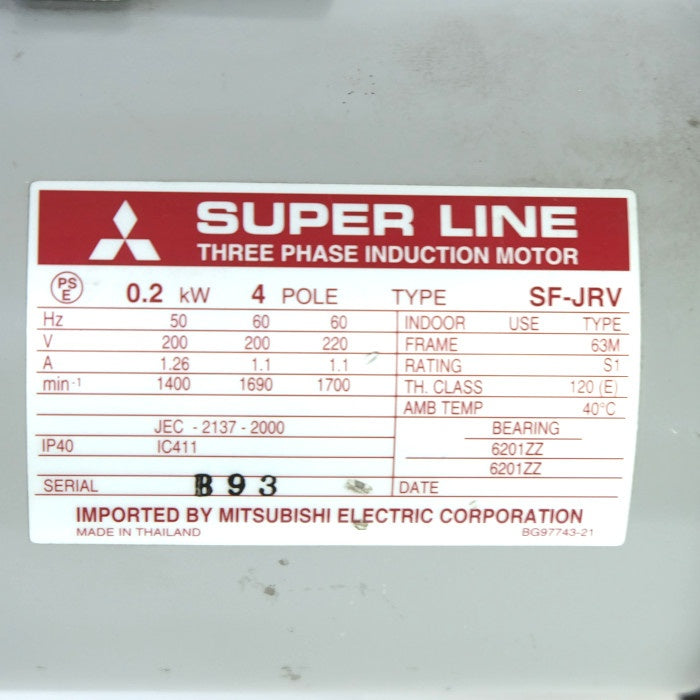 SUPER LINE
THREE PHASE INDUCTION MOTOR
PS E 0.2 kW 4 POLE TYPE SF-JRV
Hz 50 60 60 INDOOR USE TYPE
V 200 200 220 FRAME 63M
A 1.26 1.1 1.1 RATING S1
min-1 1400 1690 1700 TH. CLASS 120 (E)
AMB TEMP 40°C
JEC - 2137 - 2000 BEARING
IP40 IC411 6201ZZ
6201ZZ
SERIAL B93 DATE
IMPORTED BY MITSUBISHI ELECTRIC CORPORATION
MADE IN THAILAND BG97743-21